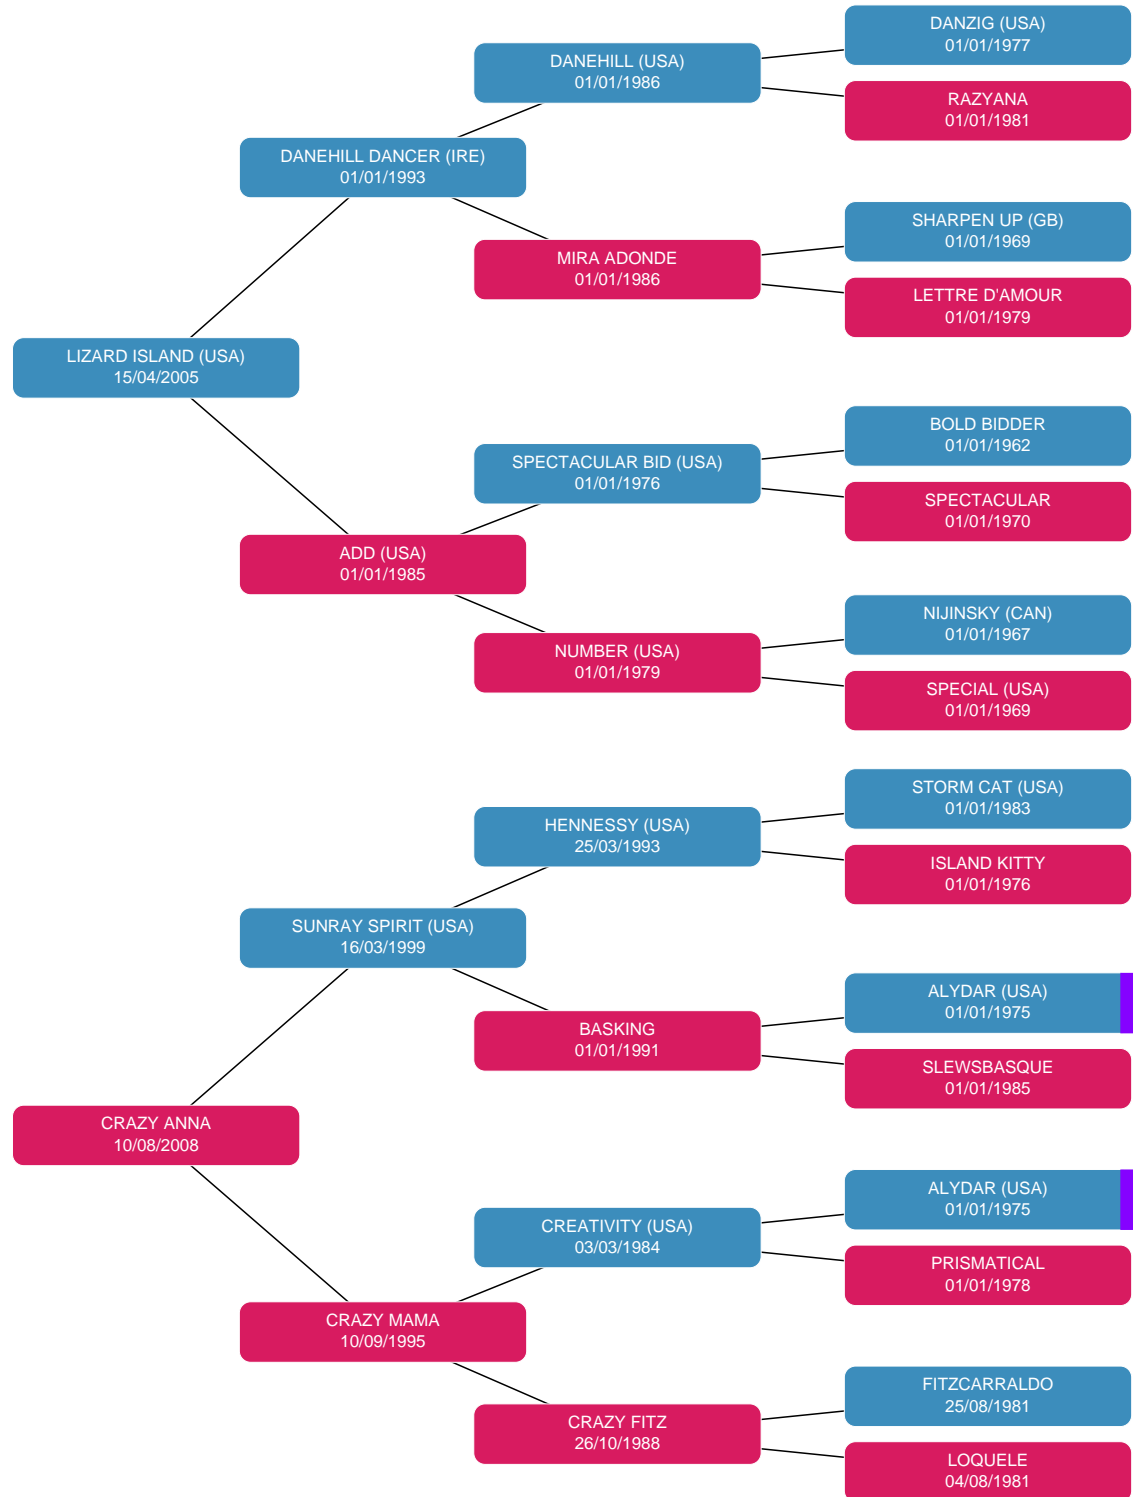 DANZIG (USA)
01/01/1977
DANEHILL (USA)
01/01/1986
RAZYANA
01/01/1981
DANEHILL DANCER (IRE)
01/01/1993
SHARPEN UP (GB)
01/01/1969
MIRA ADONDE
01/01/1986
LETTRE D'AMOUR
01/01/1979
LIZARD ISLAND (USA)
15/04/2005
BOLD BIDDER
01/01/1962
SPECTACULAR BID (USA)
01/01/1976
SPECTACULAR
01/01/1970
ADD (USA)
01/01/1985
NIJINSKY (CAN)
01/01/1967
NUMBER (USA)
01/01/1979
SPECIAL (USA)
01/01/1969
STORM CAT (USA)
01/01/1983
HENNESSY (USA)
25/03/1993
ISLAND KITTY
01/01/1976
SUNRAY SPIRIT (USA)
16/03/1999
ALYDAR (USA)
01/01/1975
BASKING
01/01/1991
SLEWSBASQUE
01/01/1985
CRAZY ANNA
10/08/2008
ALYDAR (USA)
01/01/1975
CREATIVITY (USA)
03/03/1984
PRISMATICAL
01/01/1978
CRAZY MAMA
10/09/1995
FITZCARRALDO
25/08/1981
CRAZY FITZ
26/10/1988
LOQUELE
04/08/1981